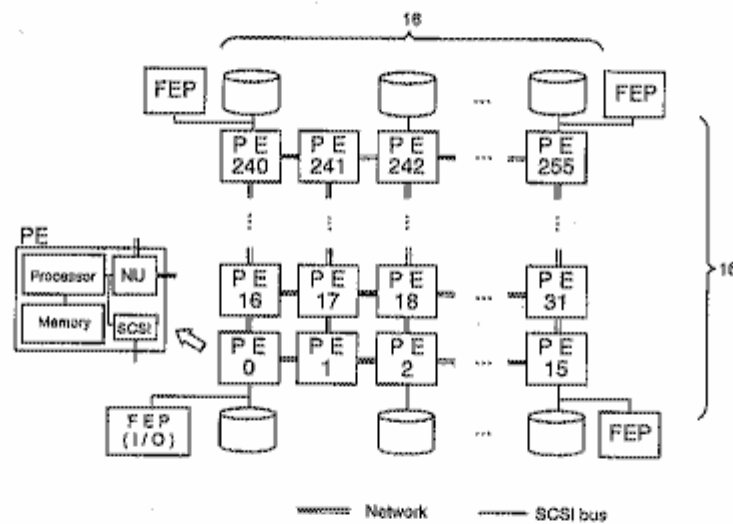 16
FEP
FEP
PE 240
PE 241
PE 242
...
PE 255
PE
Processor
NIU
Memory
SCSI
PE 16
PE 17
PE 18
...
PE 31
16
PE 0
PE 1
PE 2
...
PE 15
FEP
(I/O)
...
FEP
Network
SCSI bus